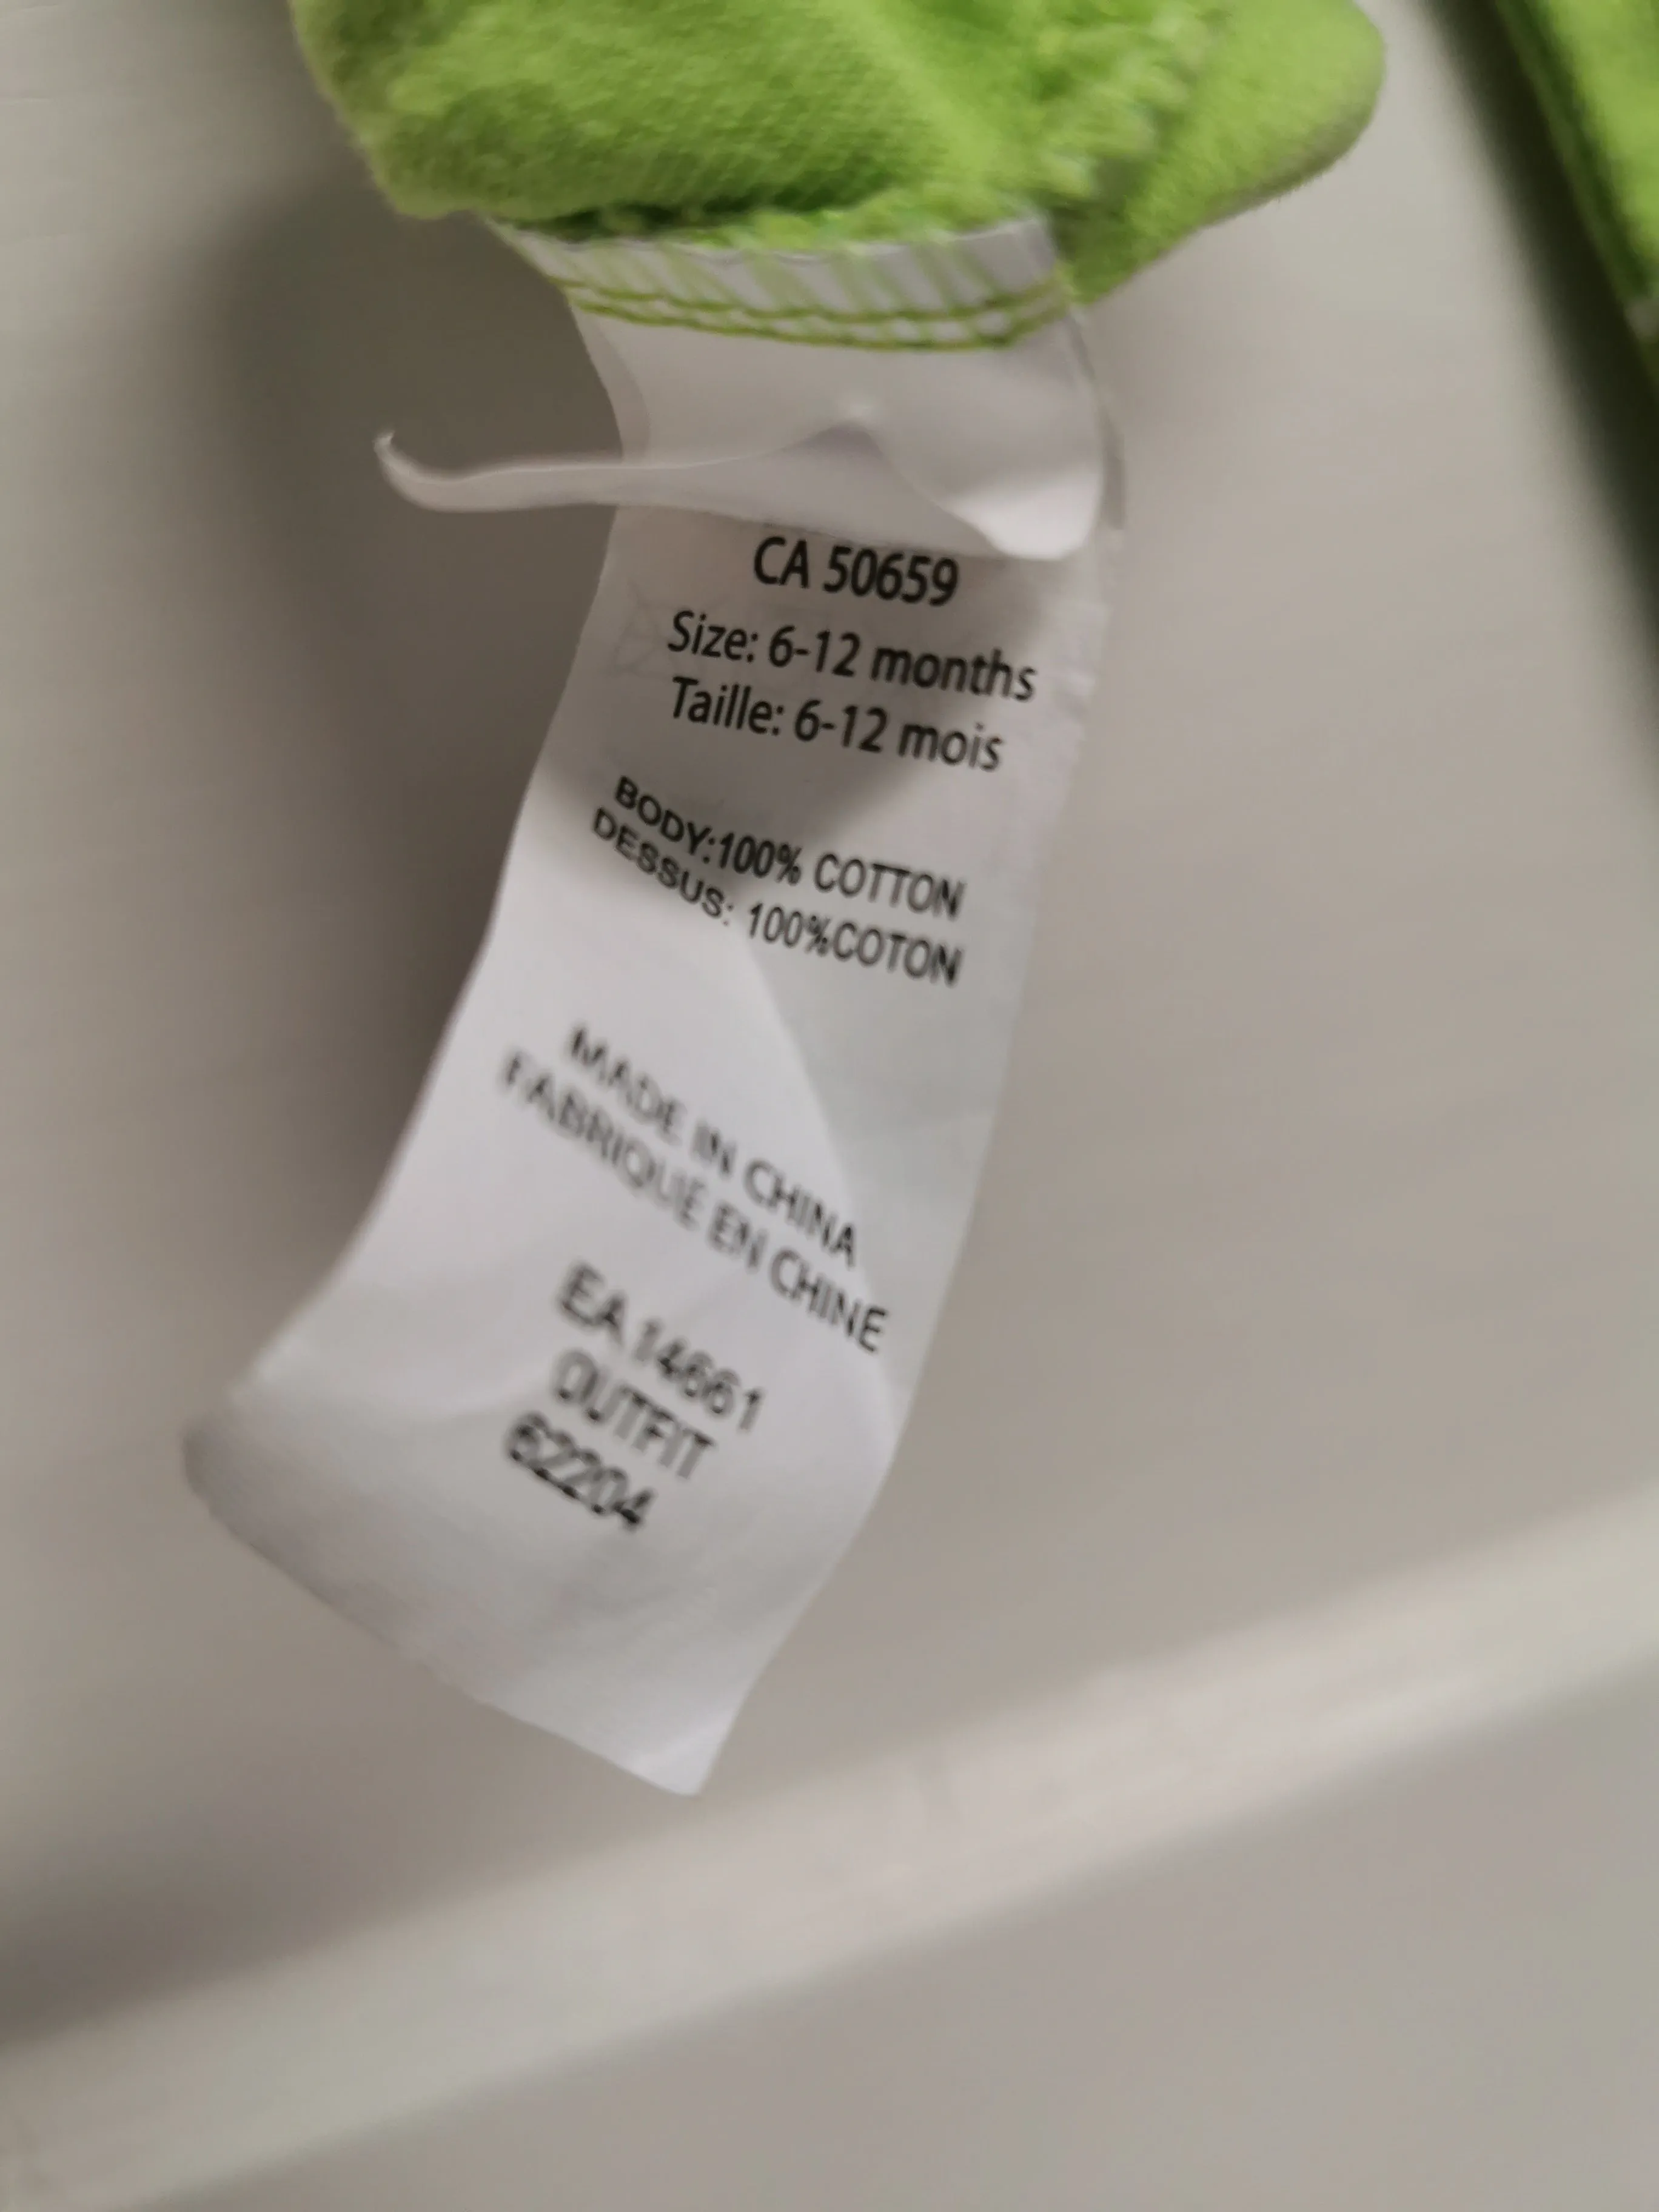 CA 50659
Size: 6-12 months
Taille: 6-12 mois
BODY:100% COTTON
DESSUS: 100%COTON
MADE IN CHINA
FABRIQUE EN CHINE
EA 14661
OUTFIT
62204